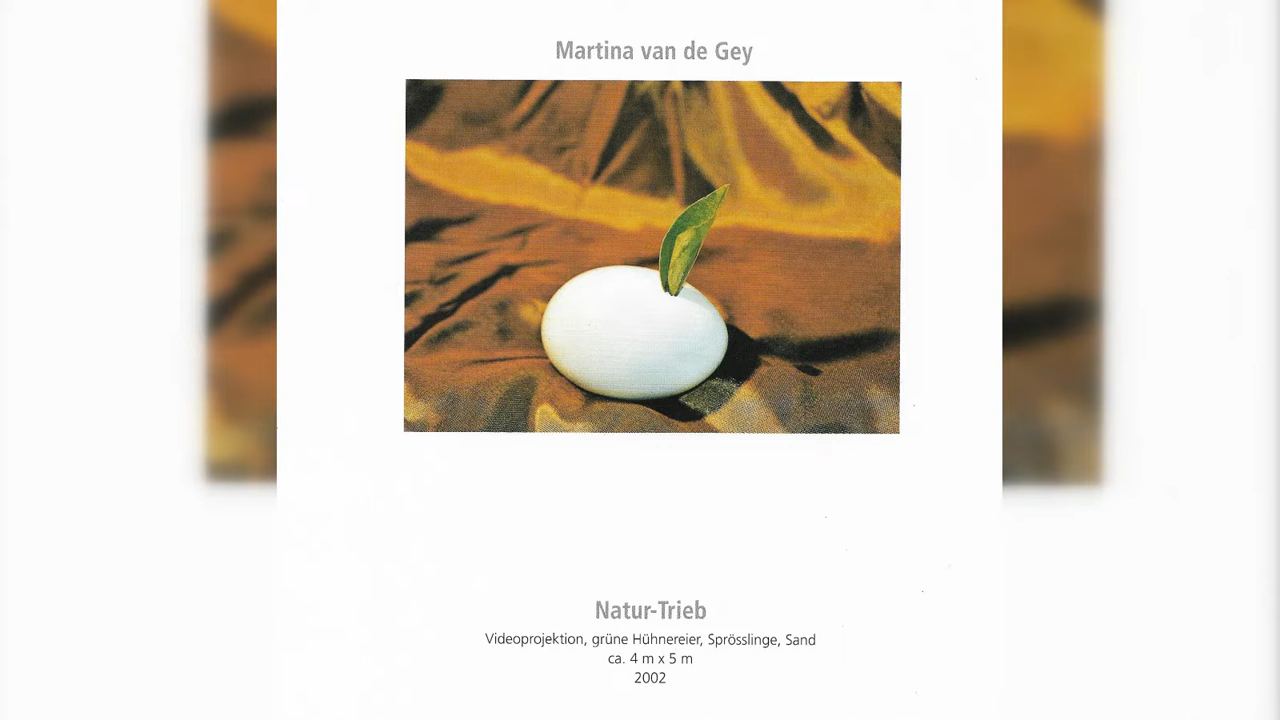 Martina van de Gey
Natur-Trieb
Videoprojektion, grüne Hühnereier, Sprösslinge, Sand
ca. 4 m x 5 m
2002